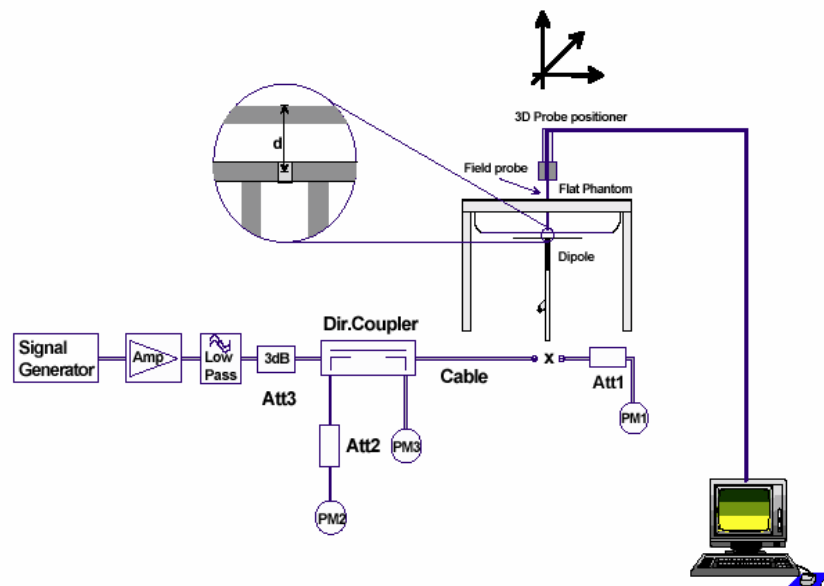 3D Probe positioner
d
Field probe
Flat Phantom
Dipole
Dir.Coupler
Signal
Generator
Amp
Low
Pass
3dB
Att3
Cable
x
Att1
PM1
Att2
PM3
PM2